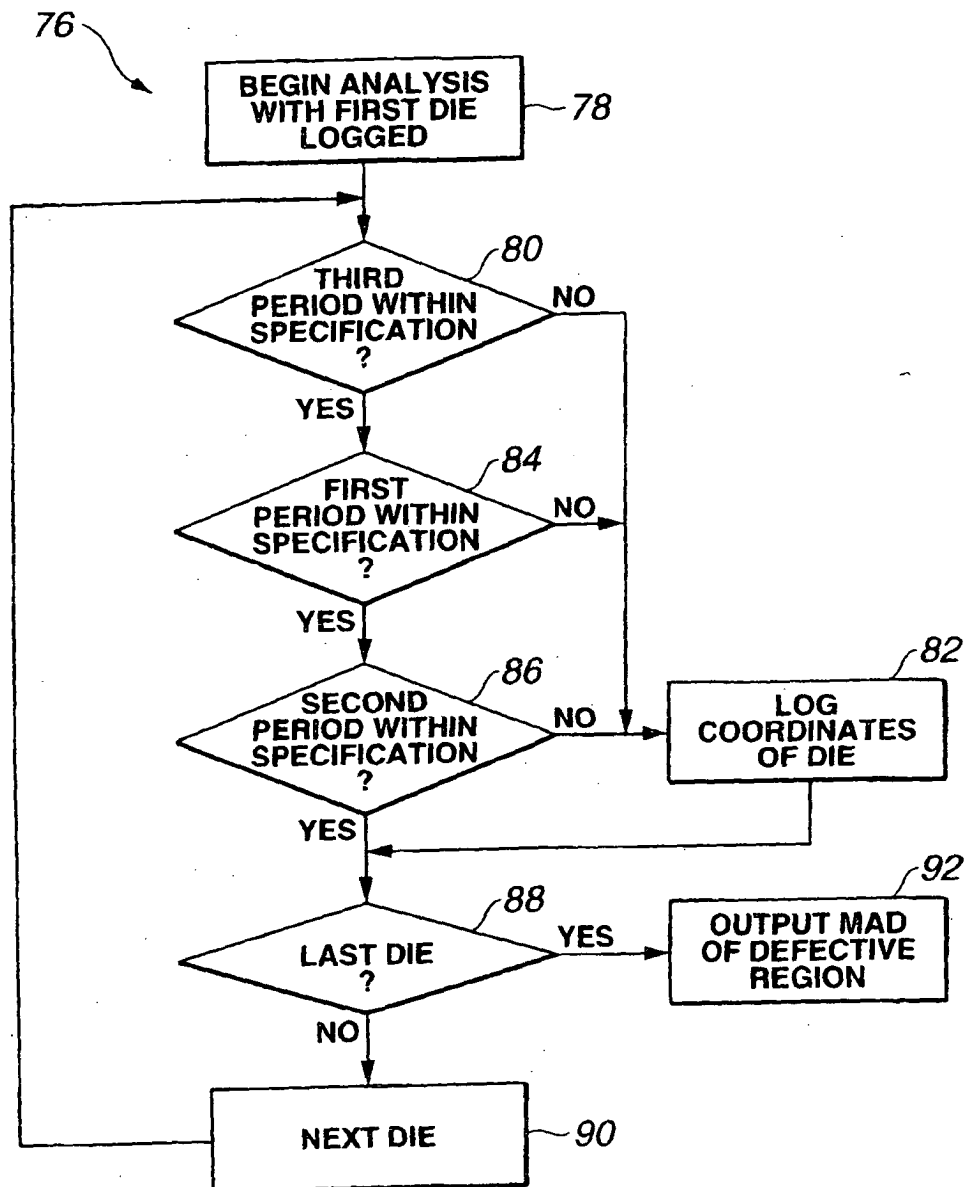 76
BEGIN ANALYSIS
WITH FIRST DIE
LOGGED
78
80
THIRD
PERIOD WITHIN
SPECIFICATION
?
NO
YES
84
FIRST
PERIOD WITHIN
SPECIFICATION
?
NO
YES
86
SECOND
PERIOD WITHIN
SPECIFICATION
?
NO
82
LOG
COORDINATES
OF DIE
YES
88
LAST DIE
?
YES
92
OUTPUT MAD
OF DEFECTIVE
REGION
NO
NEXT DIE
90